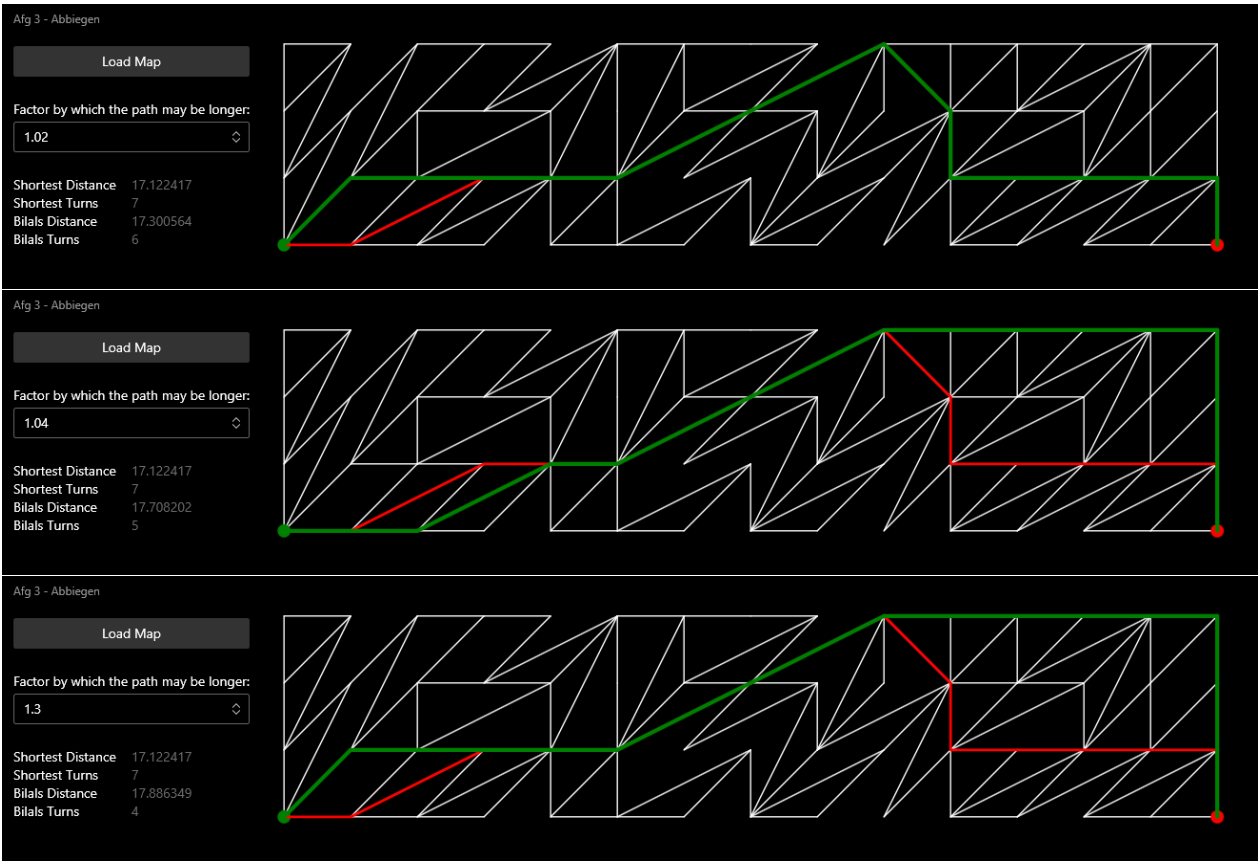 Afg 3 - Abbiegen
Load Map
Factor by which the path may be longer:
1.02
Shortest Distance 17.122417
Shortest Turns 7
Bilals Distance 17.300564
Bilals Turns 6
Afg 3 - Abbiegen
Load Map
Factor by which the path may be longer:
1.04
Shortest Distance 17.122417
Shortest Turns 7
Bilals Distance 17.708202
Bilals Turns 5
Afg 3 - Abbiegen
Load Map
Factor by which the path may be longer:
1.3
Shortest Distance 17.122417
Shortest Turns 7
Bilals Distance 17.886349
Bilals Turns 4